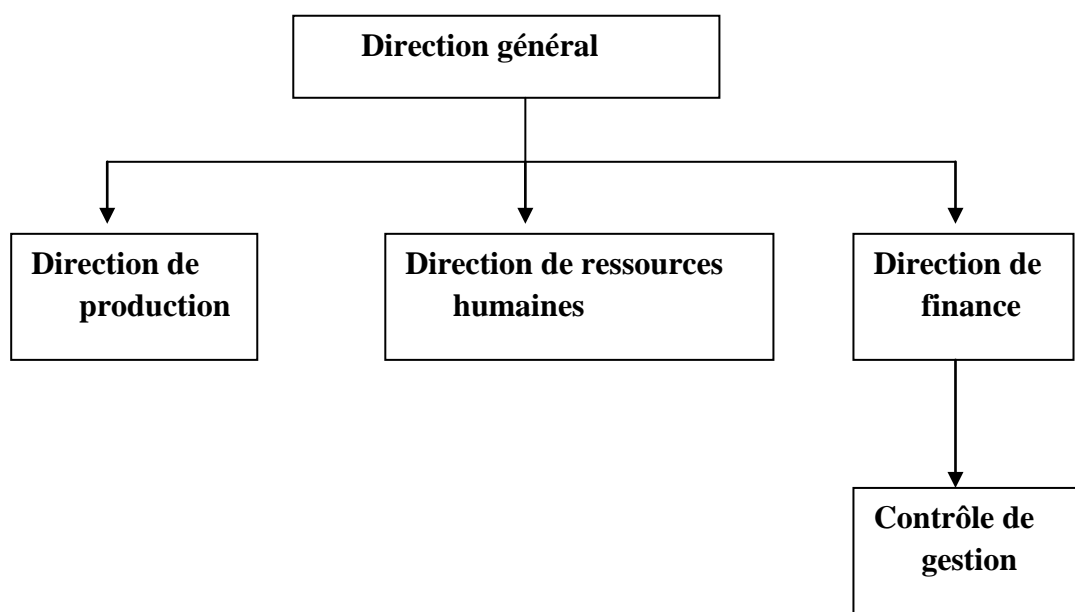 Direction général
Direction de
production
Direction de ressources
humaines
Direction de
finance
Contrôle de
gestion